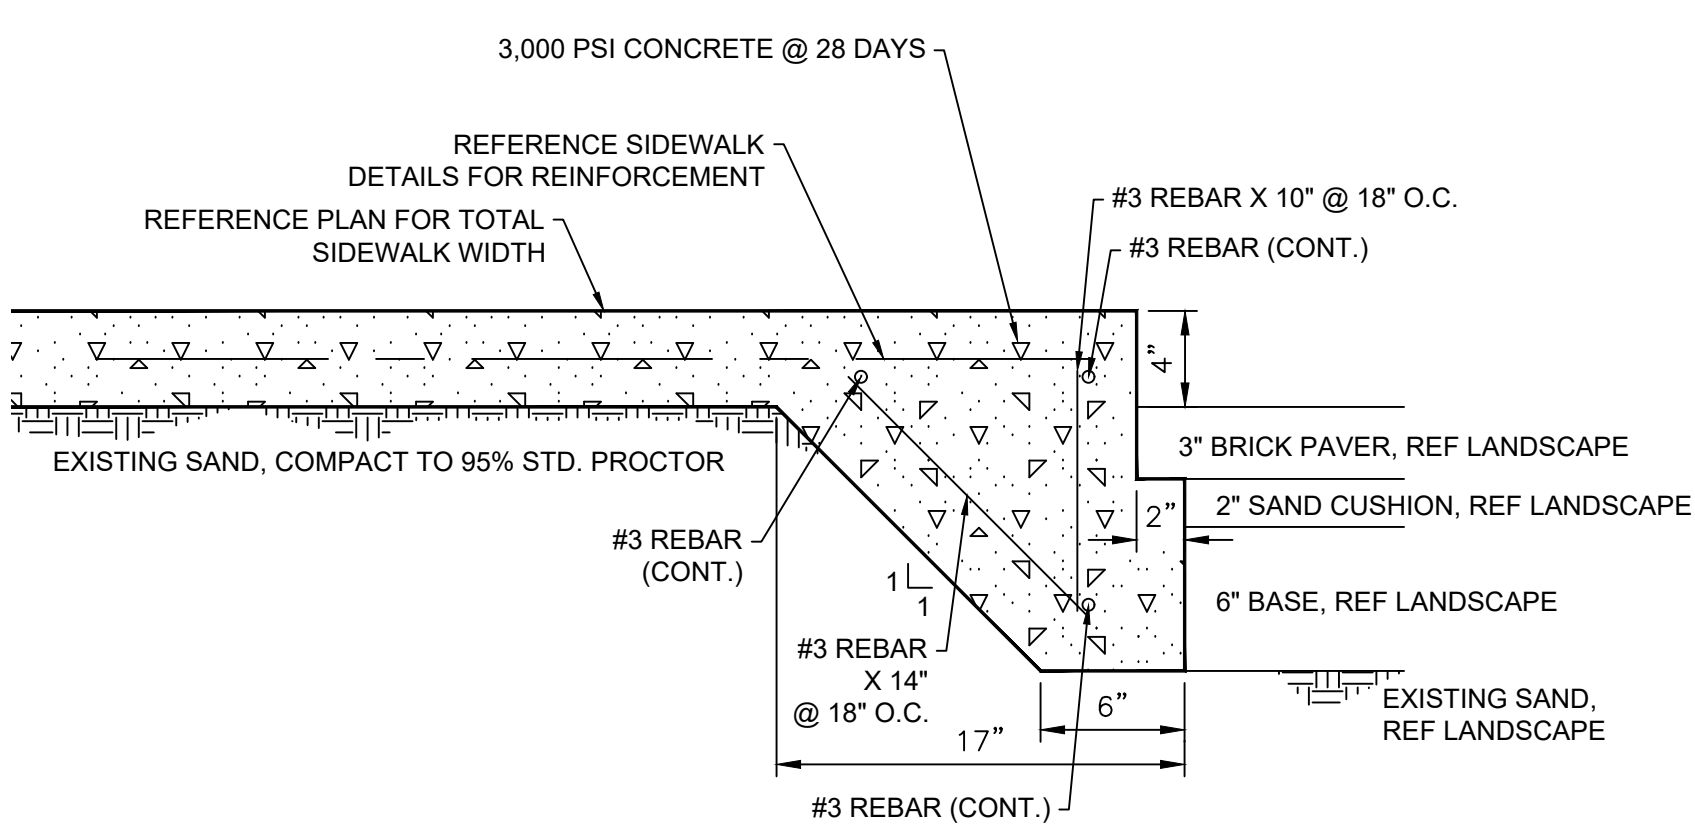 3,000 PSI CONCRETE @ 28 DAYS
REFERENCE SIDEWALK
DETAILS FOR REINFORCEMENT
REFERENCE PLAN FOR TOTAL
SIDEWALK WIDTH
#3 REBAR X 10" @ 18" O.C.
#3 REBAR (CONT.)
4"
3" BRICK PAVER, REF LANDSCAPE
EXISTING SAND, COMPACT TO 95% STD. PROCTOR
2" SAND CUSHION, REF LANDSCAPE
2"
#3 REBAR
(CONT.)
1
1
6" BASE, REF LANDSCAPE
#3 REBAR
X 14"
@ 18" O.C.
6"
EXISTING SAND,
REF LANDSCAPE
17"
#3 REBAR (CONT.)